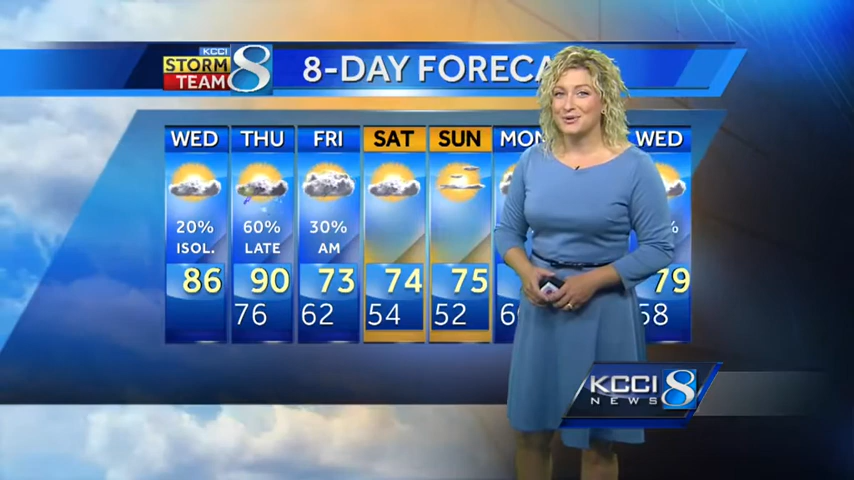 KCCI
STORM
TEAM 8
8-DAY FORECA
WED THU FRI SAT SUN MON WED
20% 60% 30%
ISOL. LATE AM
86 90 73 74 75 79
76 62 54 52 58
KCCI 8
NEWS